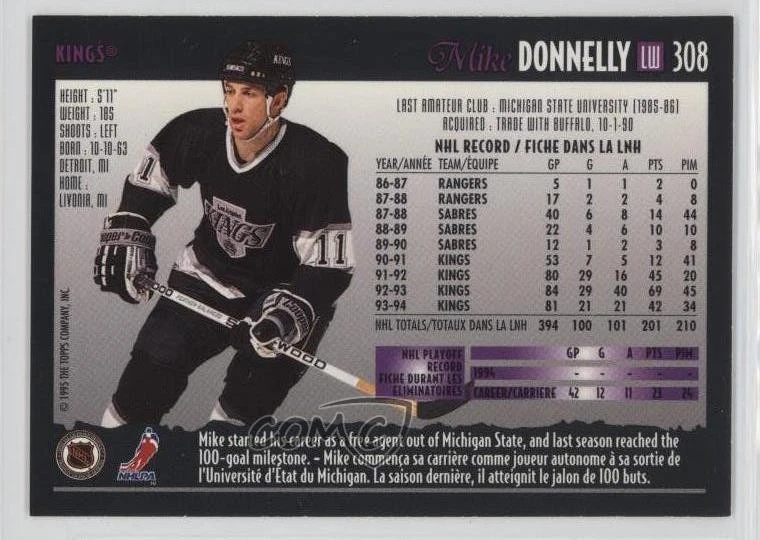 KINGS®
Mike DONNELLY LW 308
HEIGHT : 5'11"
WEIGHT : 185
SHOOTS : LEFT
BORN : 10-10-63
DETROIT, MI
HOME :
LIVONIA, MI
LAST AMATEUR CLUB : MICHIGAN STATE UNIVERSITY (1985-86)
ACQUIRED : TRADE WITH BUFFALO, 10-1-90
NHL RECORD / FICHE DANS LA LNH
YEAR/ANNÉE TEAM/ÉQUIPE GP G A PTS PIM
86-87 RANGERS 5 1 1 2 0
87-88 RANGERS 17 2 2 4 8
87-88 SABRES 40 6 8 14 44
88-89 SABRES 22 4 6 10 10
89-90 SABRES 12 1 2 3 8
90-91 KINGS 53 7 5 12 41
91-92 KINGS 80 29 16 45 20
92-93 KINGS 84 29 40 69 45
93-94 KINGS 81 21 21 42 34
NHL TOTALS/TOTAUX DANS LA LNH 394 100 101 201 210
NHL PLAYOFF
RECORD
FICHE DURANT LES
ÉLIMINATOIRES
GP G A PTS PIM
1994 - - - - -
CAREER/CARRIÈRE 42 12 11 23 24
KINGS
11
11
© 1995 THE TOPPS COMPANY, INC
COMC
NHL
NHLPA
Mike started his career as a free agent out of Michigan State, and last season reached the
100-goal milestone. – Mike commença sa carrière comme joueur autonome à sa sortie de
l'Université d'État du Michigan. La saison dernière, il atteignit le jalon de 100 buts.